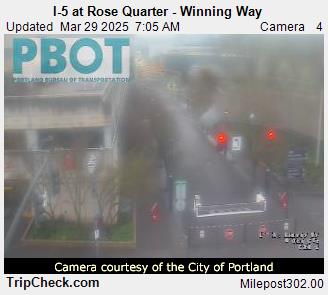 I-5 at Rose Quarter - Winning Way
Updated Mar 29 2025 7:05 AM Camera 4
PBOT
PORTLAND BUREAU OF TRANSPORTATION
Camera courtesy of the City of Portland
TripCheck.com Milepost302.00